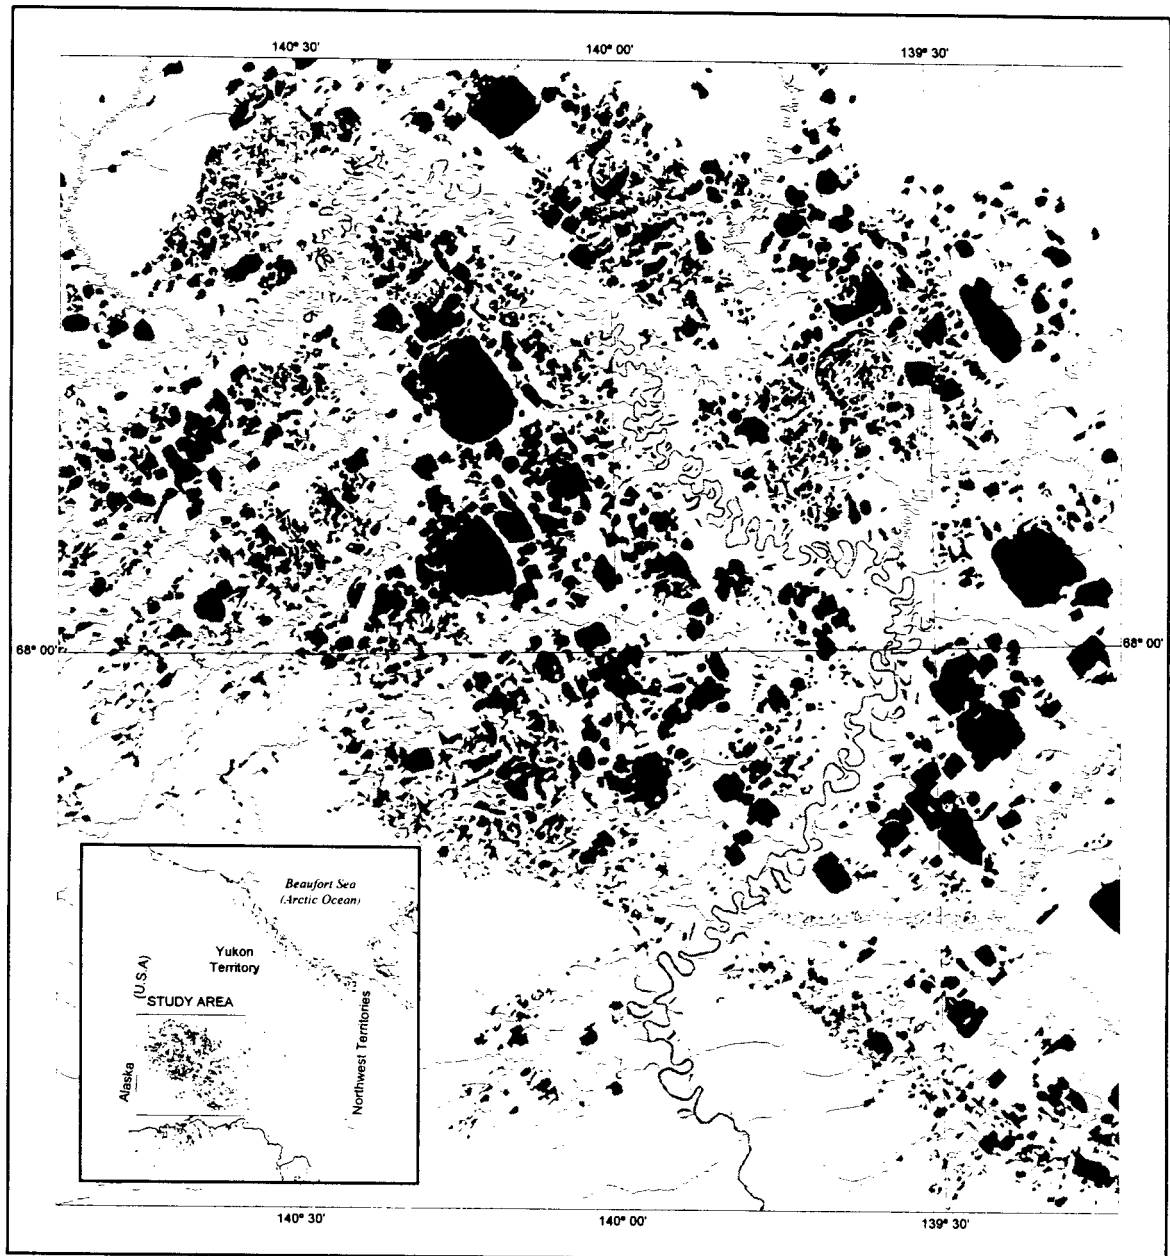 140° 30'
140° 00'
139° 30'
68° 00'
68° 00'
Beaufort Sea
(Arctic Ocean)
Yukon
Territory
(U.S.A)
STUDY AREA
Alaska
Northwest Territories
140° 30'
140° 00'
139° 30'